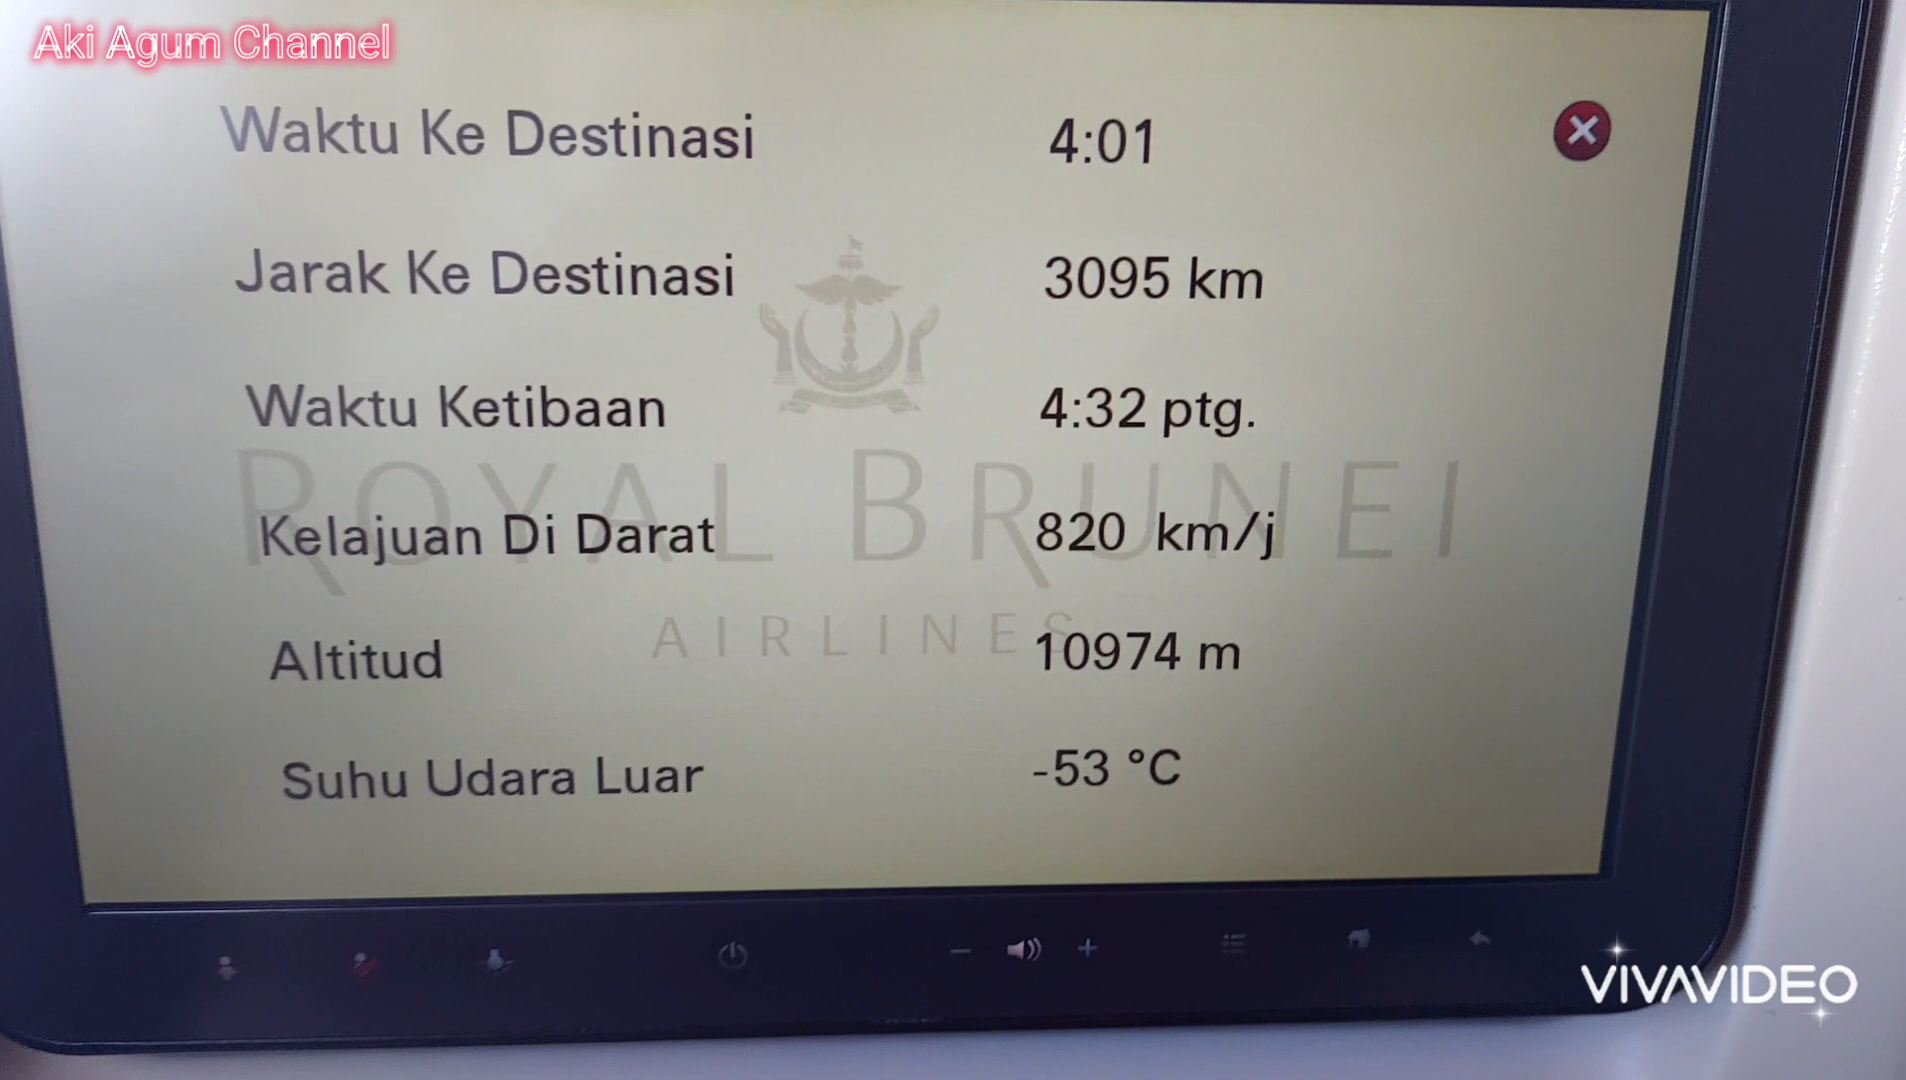 Aki Agum Channel
Waktu Ke Destinasi 4:01
Jarak Ke Destinasi 3095 km
Waktu Ketibaan 4:32 ptg.
ROYAL BRUNEI
Kelajuan Di Darat 820 km/j
AIRLINES
Altitud 10974 m
Suhu Udara Luar -53 °C
VIVAVIDEO